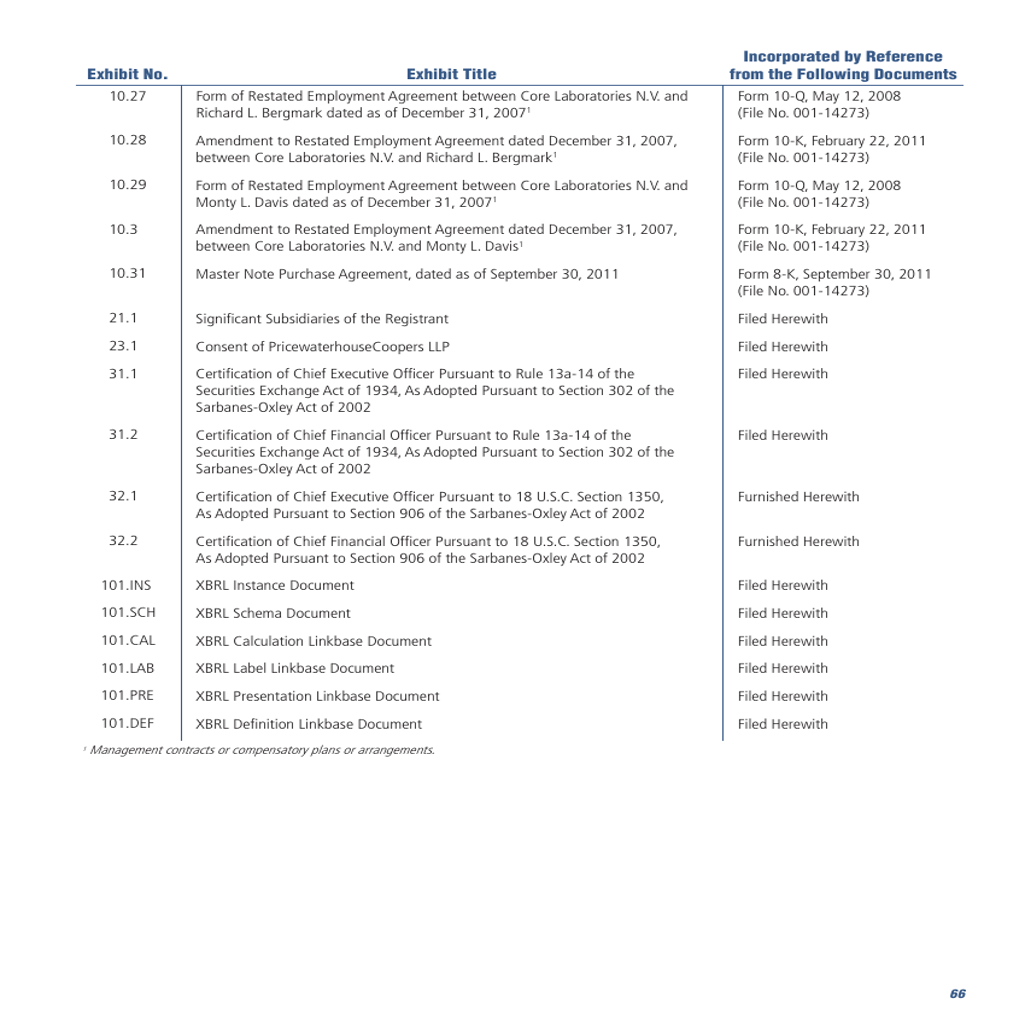 Exhibit No. Exhibit Title Incorporated by Reference from the Following Documents
10.27 Form of Restated Employment Agreement between Core Laboratories N.V. and Form 10-Q, May 12, 2008
Richard L. Bergmark dated as of December 31, 2007¹ (File No. 001-14273)
10.28 Amendment to Restated Employment Agreement dated December 31, 2007, Form 10-K, February 22, 2011
between Core Laboratories N.V. and Richard L. Bergmark¹ (File No. 001-14273)
10.29 Form of Restated Employment Agreement between Core Laboratories N.V. and Form 10-Q, May 12, 2008
Monty L. Davis dated as of December 31, 2007¹ (File No. 001-14273)
10.3 Amendment to Restated Employment Agreement dated December 31, 2007, Form 10-K, February 22, 2011
between Core Laboratories N.V. and Monty L. Davis¹ (File No. 001-14273)
10.31 Master Note Purchase Agreement, dated as of September 30, 2011 Form 8-K, September 30, 2011
(File No. 001-14273)
21.1 Significant Subsidiaries of the Registrant Filed Herewith
23.1 Consent of PricewaterhouseCoopers LLP Filed Herewith
31.1 Certification of Chief Executive Officer Pursuant to Rule 13a-14 of the Filed Herewith
Securities Exchange Act of 1934, As Adopted Pursuant to Section 302 of the
Sarbanes-Oxley Act of 2002
31.2 Certification of Chief Financial Officer Pursuant to Rule 13a-14 of the Filed Herewith
Securities Exchange Act of 1934, As Adopted Pursuant to Section 302 of the
Sarbanes-Oxley Act of 2002
32.1 Certification of Chief Executive Officer Pursuant to 18 U.S.C. Section 1350, Furnished Herewith
As Adopted Pursuant to Section 906 of the Sarbanes-Oxley Act of 2002
32.2 Certification of Chief Financial Officer Pursuant to 18 U.S.C. Section 1350, Furnished Herewith
As Adopted Pursuant to Section 906 of the Sarbanes-Oxley Act of 2002
101.INS XBRL Instance Document Filed Herewith
101.SCH XBRL Schema Document Filed Herewith
101.CAL XBRL Calculation Linkbase Document Filed Herewith
101.LAB XBRL Label Linkbase Document Filed Herewith
101.PRE XBRL Presentation Linkbase Document Filed Herewith
101.DEF XBRL Definition Linkbase Document Filed Herewith
¹ Management contracts or compensatory plans or arrangements.
66